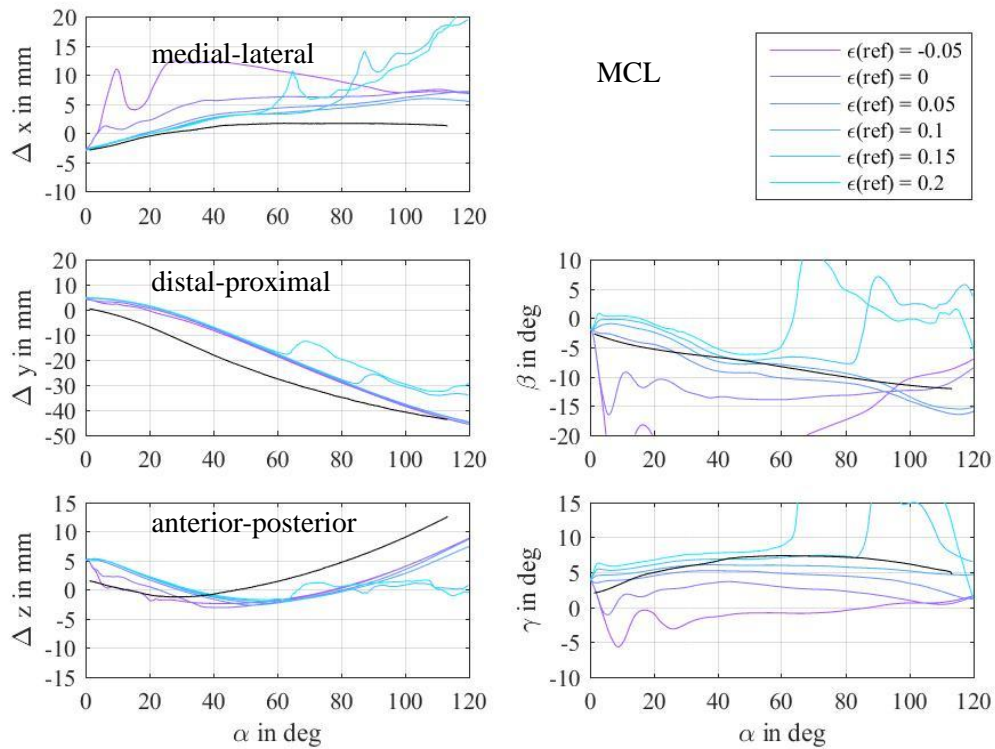 medial-lateral
Δ x in mm
20
15
10
5
0
-5
-10
0 20 40 60 80 100 120
MCL
ϵ(ref) = -0.05
ϵ(ref) = 0
ϵ(ref) = 0.05
ϵ(ref) = 0.1
ϵ(ref) = 0.15
ϵ(ref) = 0.2
distal-proximal
Δ y in mm
20
10
0
-10
-20
-30
-40
-50
0 20 40 60 80 100 120
β in deg
10
5
0
-5
-10
-15
-20
0 20 40 60 80 100 120
anterior-posterior
Δ z in mm
15
10
5
0
-5
-10
-15
0 20 40 60 80 100 120
α in deg
γ in deg
15
10
5
0
-5
-10
0 20 40 60 80 100 120
α in deg